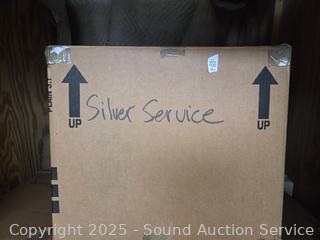 Silver Service
UP
UP
Copyright 2025 - Sound Auction Service